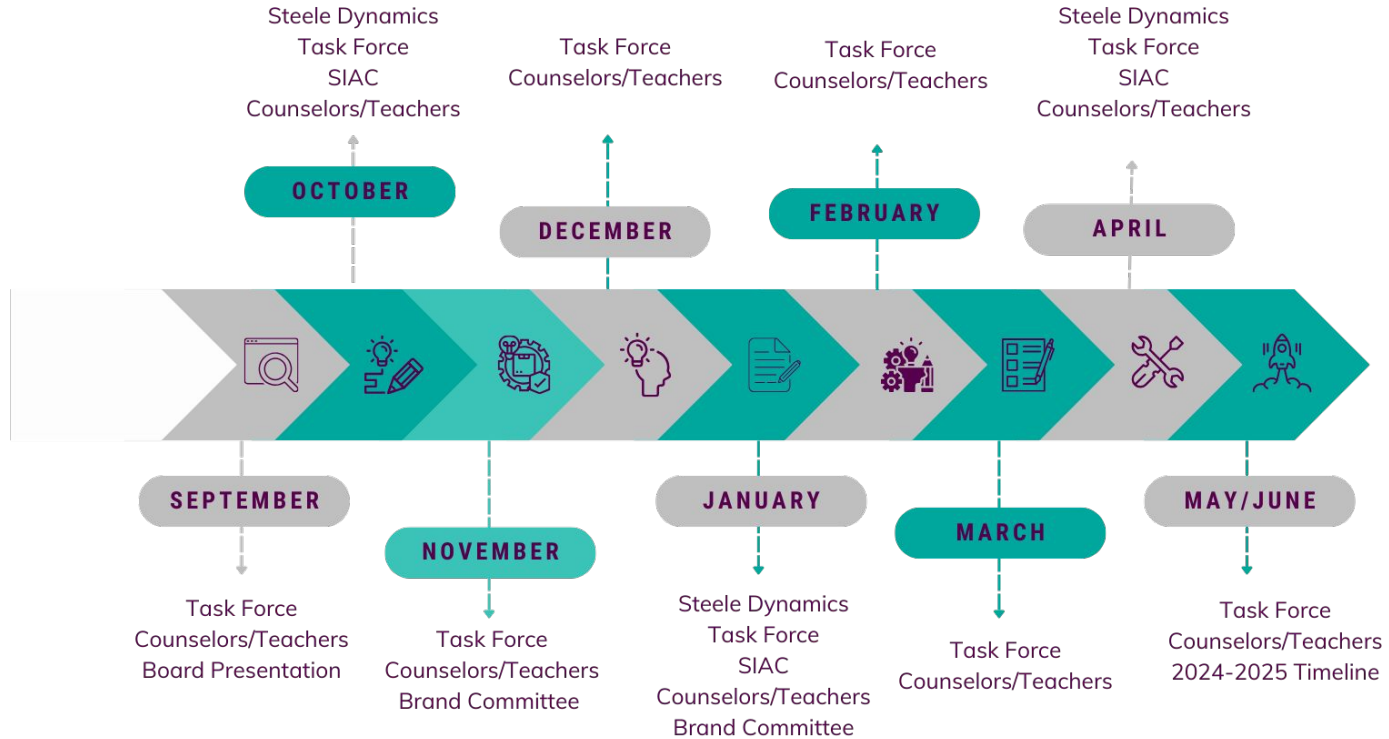 Steele Dynamics
Task Force
SIAC
Counselors/Teachers
OCTOBER
Task Force
Counselors/Teachers
DECEMBER
Task Force
Counselors/Teachers
FEBRUARY
Steele Dynamics
Task Force
SIAC
Counselors/Teachers
APRIL
SEPTEMBER
Task Force
Counselors/Teachers
Board Presentation
NOVEMBER
Task Force
Counselors/Teachers
Brand Committee
JANUARY
Steele Dynamics
Task Force
SIAC
Counselors/Teachers
Brand Committee
MARCH
Task Force
Counselors/Teachers
MAY/JUNE
Task Force
Counselors/Teachers
2024-2025 Timeline